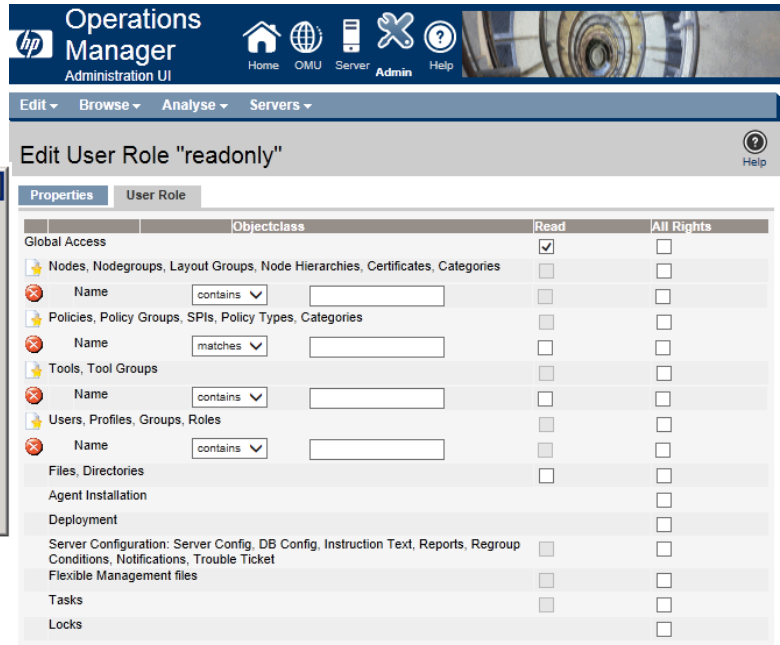 hp
Operations
Manager
Administration UI
Home OMU Server Admin Help
Edit Browse Analyse Servers
Edit User Role "readonly"
Help
Properties User Role
Objectclass Read All Rights
Global Access
Nodes, Nodegroups, Layout Groups, Node Hierarchies, Certificates, Categories
Name contains
Policies, Policy Groups, SPIs, Policy Types, Categories
Name matches
Tools, Tool Groups
Name contains
Users, Profiles, Groups, Roles
Name contains
Files, Directories
Agent Installation
Deployment
Server Configuration: Server Config, DB Config, Instruction Text, Reports, Regroup
Conditions, Notifications, Trouble Ticket
Flexible Management files
Tasks
Locks